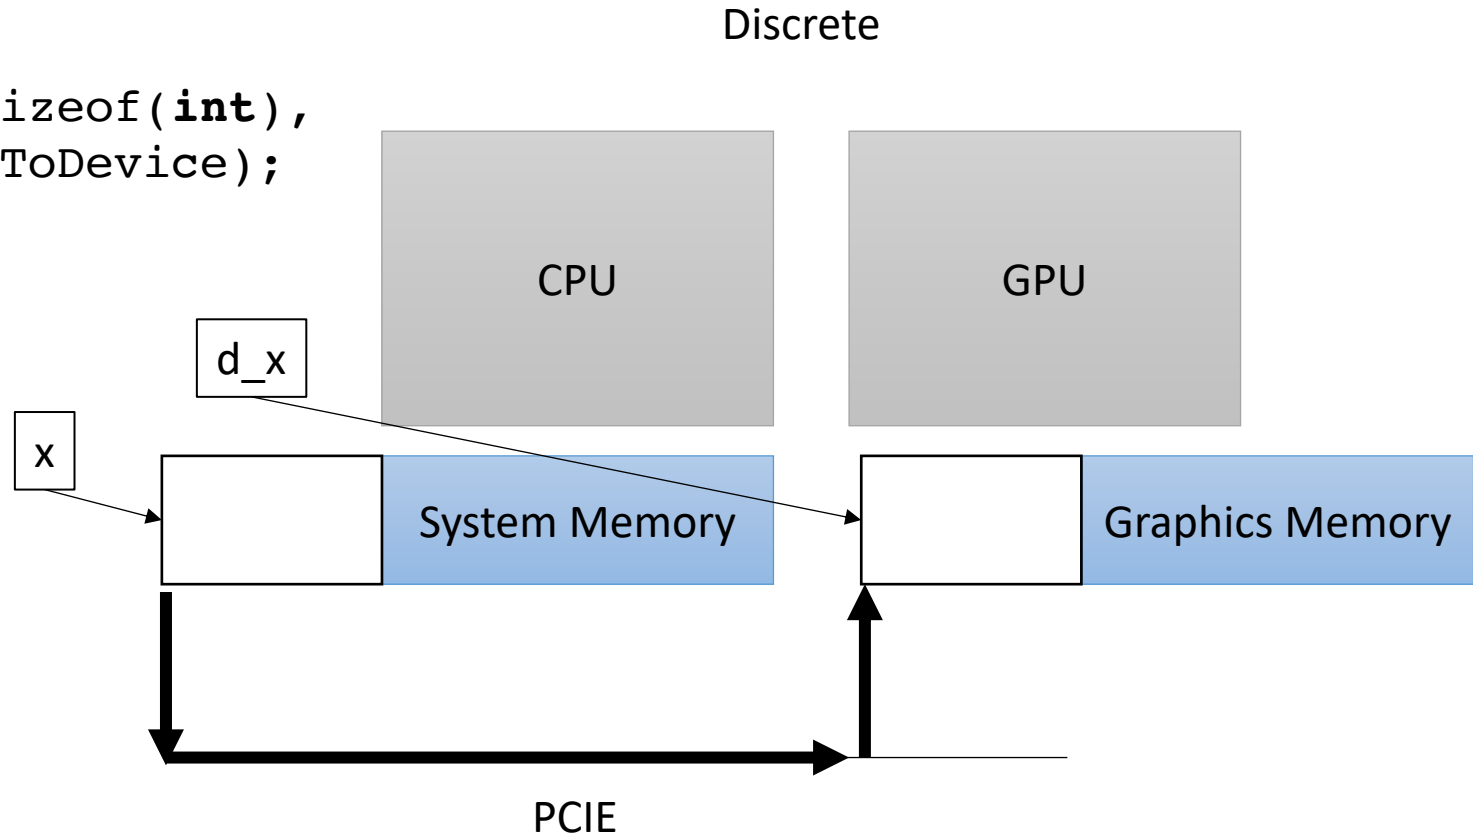 Discrete
izeof(int),
ToDevice);
CPU
GPU
d_x
x
System Memory
Graphics Memory
PCIE